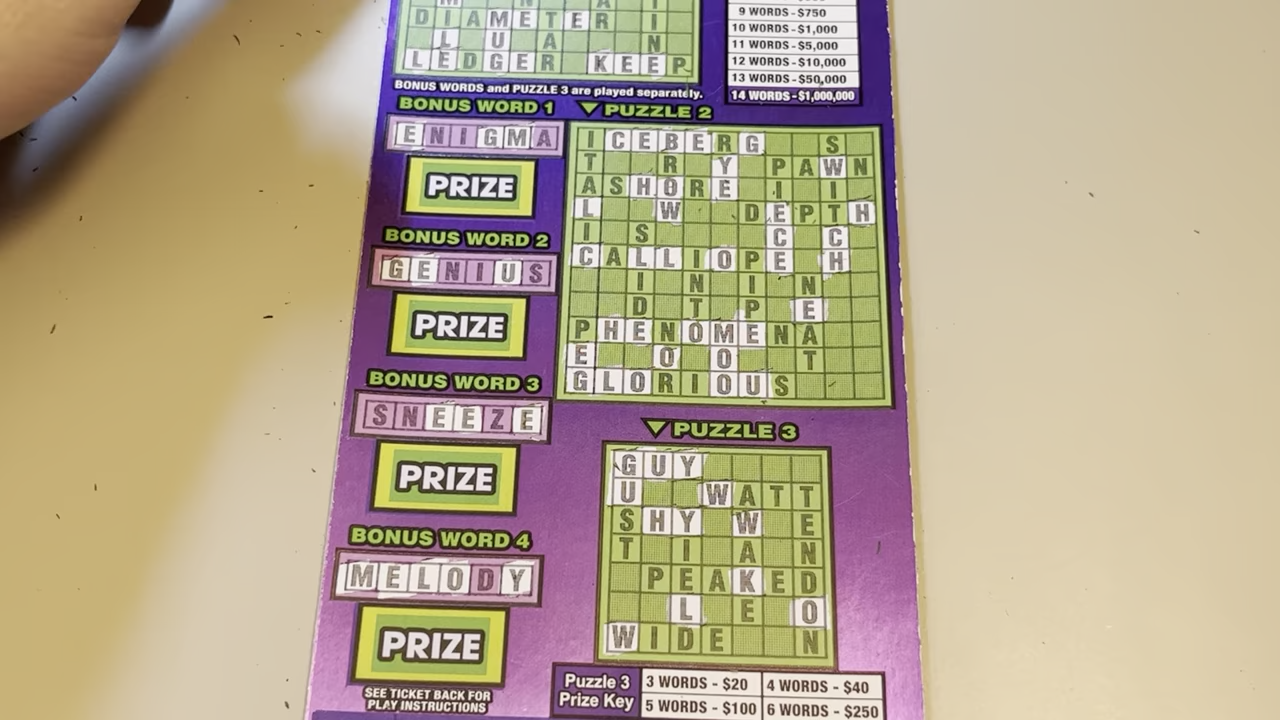 DIAMETER
L U A N
LEDGER KEEP
9 WORDS - $750
10 WORDS - $1,000
11 WORDS - $5,000
12 WORDS - $10,000
13 WORDS - $50,000
14 WORDS - $1,000,000
BONUS WORDS and PUZZLE 3 are played separately.
BONUS WORD 1
ENIGMA
PRIZE
BONUS WORD 2
GENIUS
PRIZE
BONUS WORD 3
SNEEZE
PRIZE
BONUS WORD 4
MELODY
PRIZE
SEE TICKET BACK FOR
PLAY INSTRUCTIONS
▼ PUZZLE 2
ICEBERG S
T R Y PAWN
ASHORE I I
L W DEPTH
I S C C
CALLIOPE H
I N I N
D T P E
PHENOMENA
E O O T
GLORIOUS
▼ PUZZLE 3
GUY
U WATT
SHY W E
T I A N
PEAKED
L E O
WIDE N
Puzzle 3
Prize Key
3 WORDS - $20
4 WORDS - $40
5 WORDS - $100
6 WORDS - $250